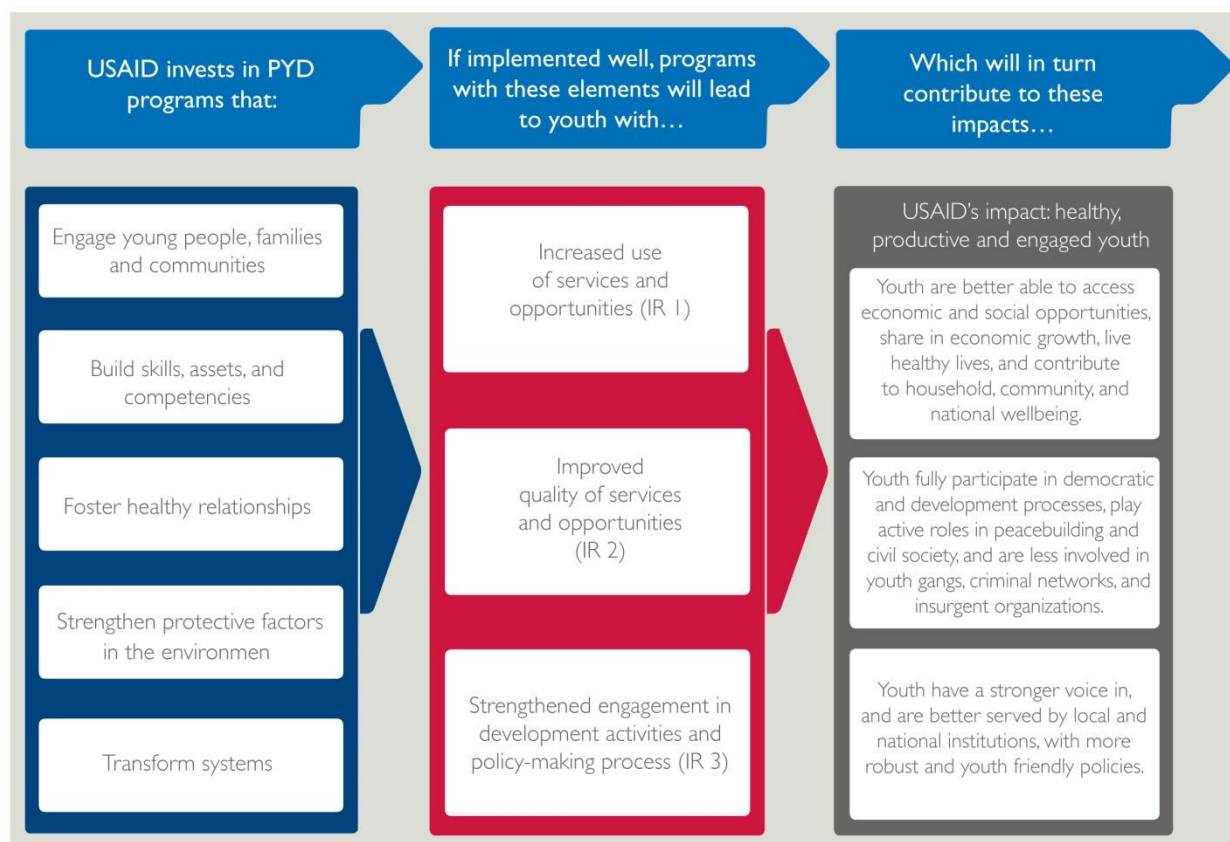 USAID invests in PYD
programs that:
If implemented well, programs
with these elements will lead
to youth with…
Which will in turn
contribute to these
impacts…
Engage young people, families
and communities
Build skills, assets, and
competencies
Foster healthy relationships
Strengthen protective factors
in the environmen
Transform systems
Increased use
of services and
opportunities (IR 1)
Improved
quality of services
and opportunities
(IR 2)
Strengthened engagement in
development activities and
policy-making process (IR 3)
USAID's impact: healthy,
productive and engaged youth
Youth are better able to access
economic and social opportunities,
share in economic growth, live
healthy lives, and contribute
to household, community, and
national wellbeing.
Youth fully participate in democratic
and development processes, play
active roles in peacebuilding and
civil society, and are less involved in
youth gangs, criminal networks, and
insurgent organizations.
Youth have a stronger voice in,
and are better served by local and
national institutions, with more
robust and youth friendly policies.